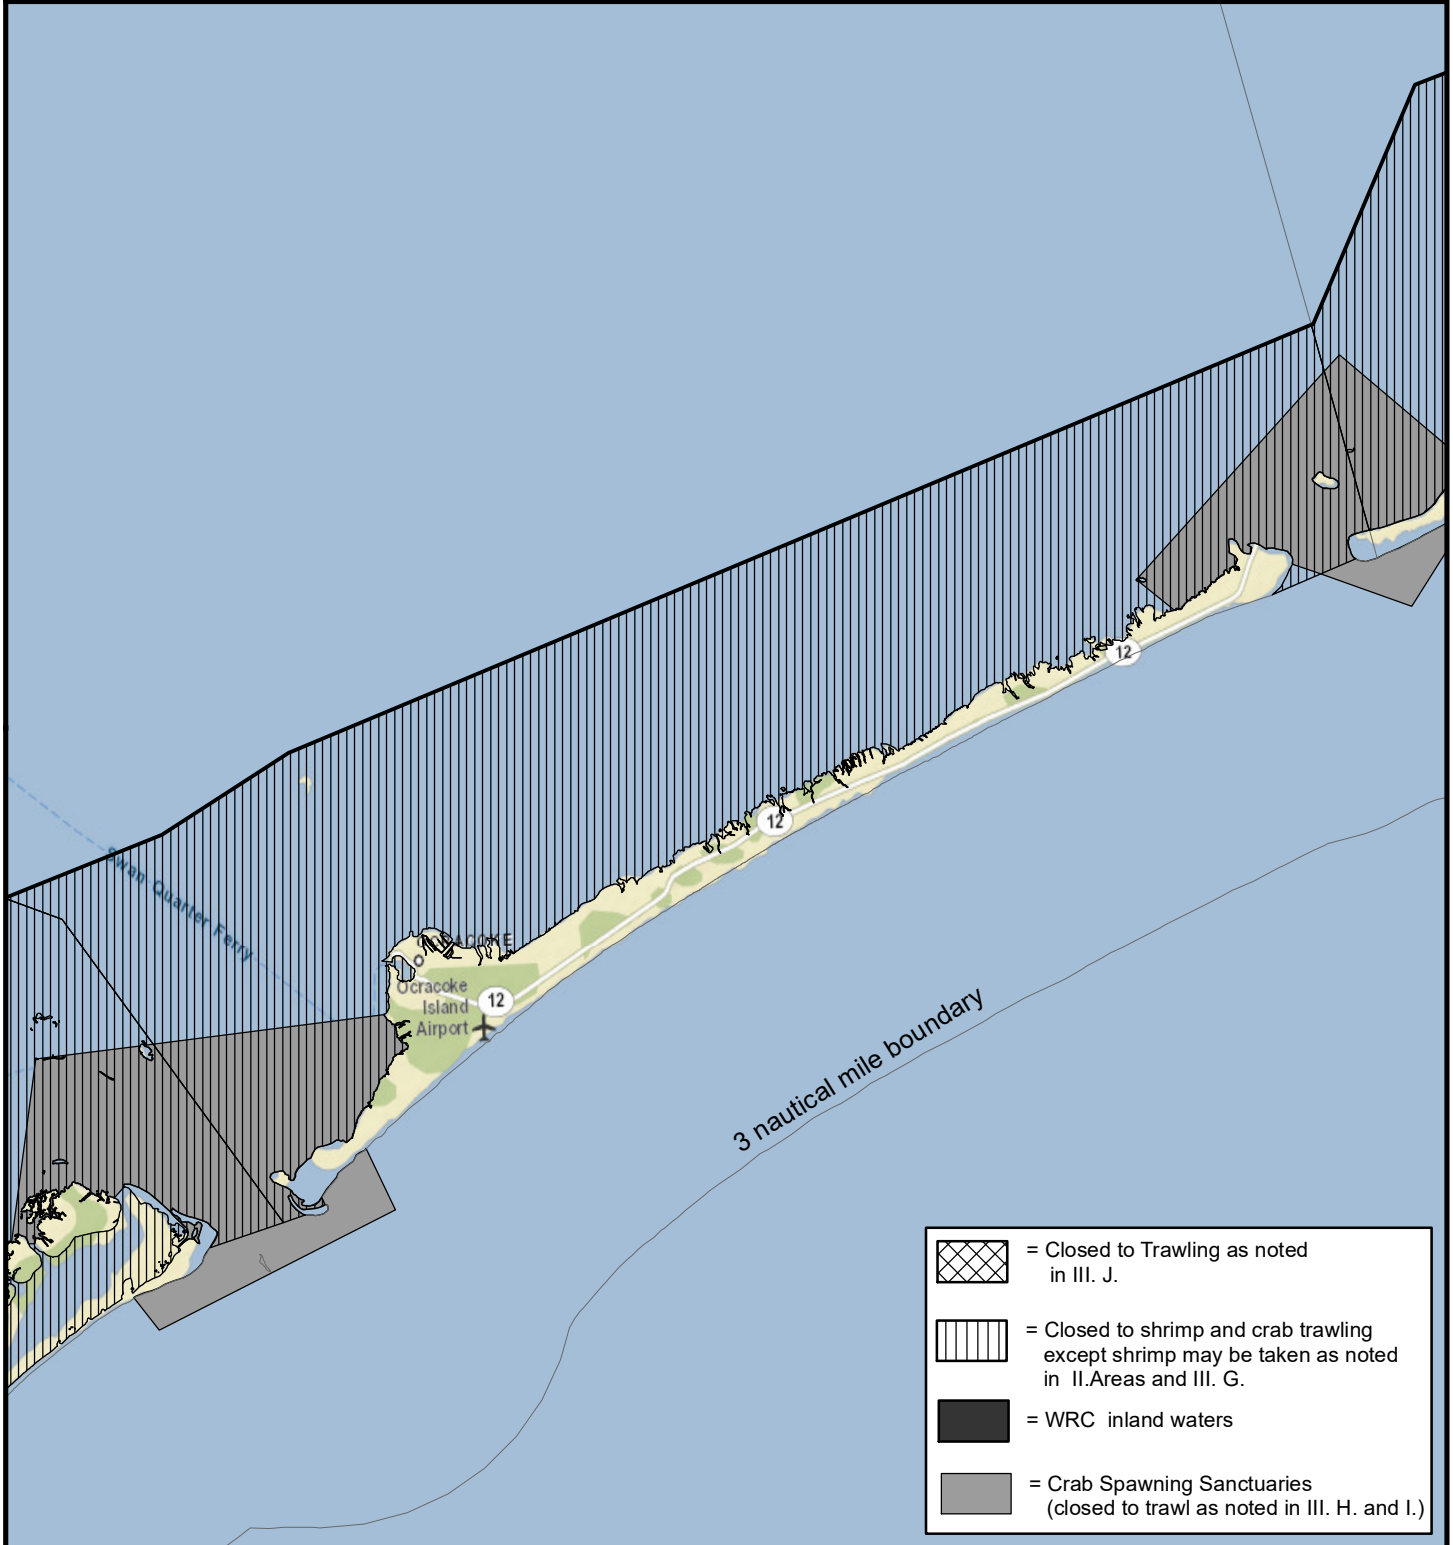 12
12
Swan Quarter Ferry
OCRACOKE
Ocracoke
Island
Airport
12
3 nautical mile boundary
= Closed to Trawling as noted
in III. J.
= Closed to shrimp and crab trawling
except shrimp may be taken as noted
in II.Areas and III. G.
= WRC inland waters
= Crab Spawning Sanctuaries
(closed to trawl as noted in III. H. and I.)